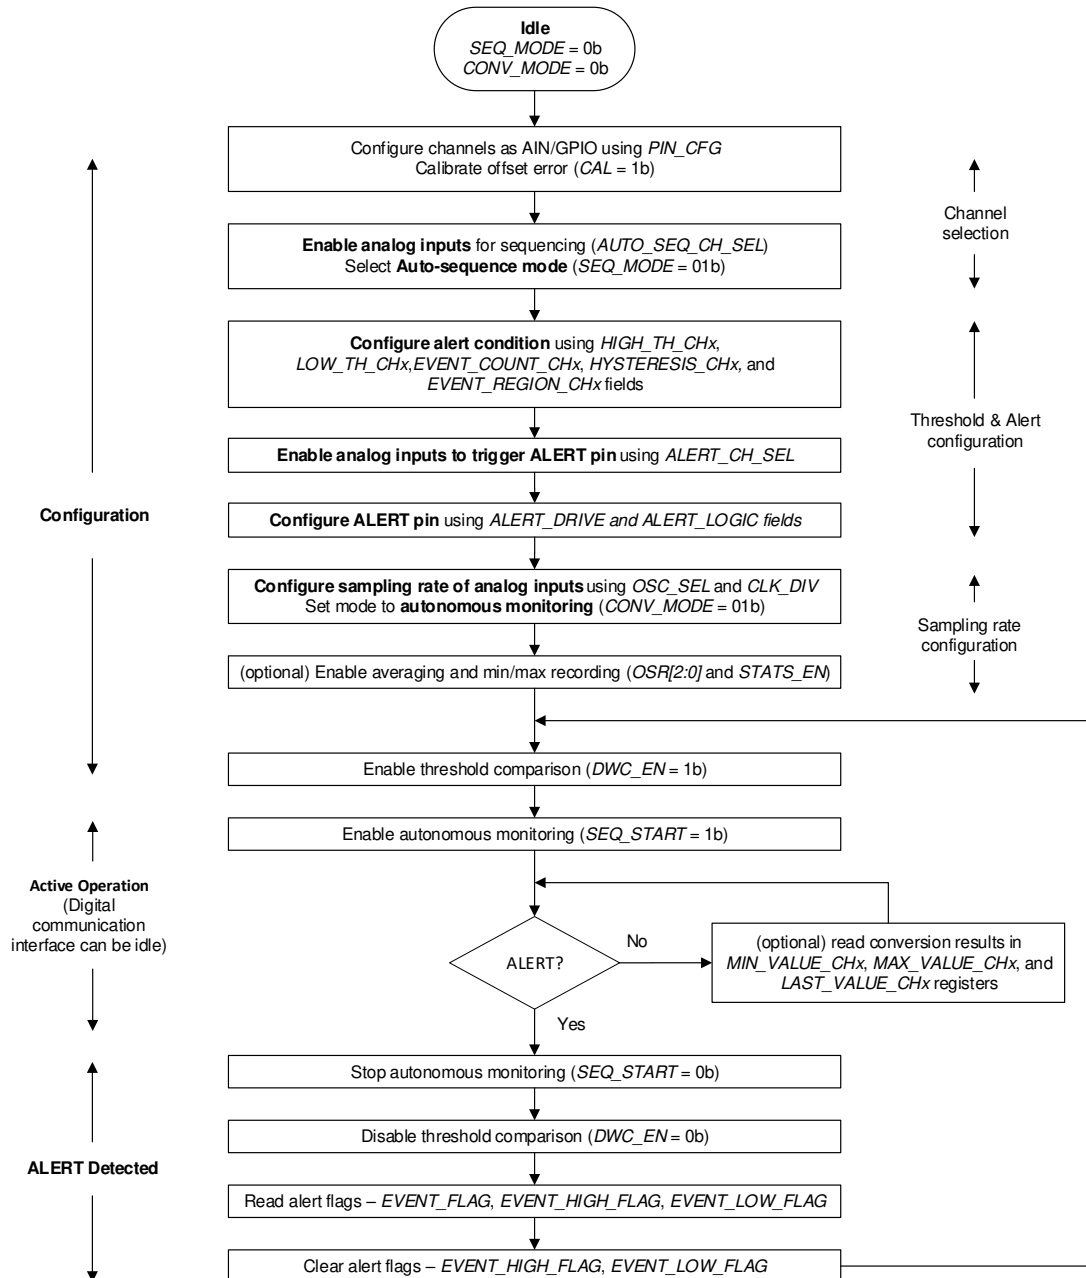 Idle
SEQ_MODE = 0b
CONV_MODE = 0b
Configure channels as AIN/GPIO using PIN_CFG
Calibrate offset error (CAL = 1b)
Channel
selection
Enable analog inputs for sequencing (AUTO_SEQ_CH_SEL)
Select Auto-sequence mode (SEQ_MODE = 01b)
Configure alert condition using HIGH_TH_CHx,
LOW_TH_CHx,EVENT_COUNT_CHx, HYSTERESIS_CHx, and
EVENT_REGION_CHx fields
Threshold & Alert
configuration
Enable analog inputs to trigger ALERT pin using ALERT_CH_SEL
Configuration
Configure ALERT pin using ALERT_DRIVE and ALERT_LOGIC fields
Configure sampling rate of analog inputs using OSC_SEL and CLK_DIV
Set mode to autonomous monitoring (CONV_MODE = 01b)
Sampling rate
configuration
(optional) Enable averaging and min/max recording (OSR[2:0] and STATS_EN)
Enable threshold comparison (DWC_EN = 1b)
Enable autonomous monitoring (SEQ_START = 1b)
Active Operation
(Digital
communication
interface can be idle)
ALERT?
No
(optional) read conversion results in
MIN_VALUE_CHx, MAX_VALUE_CHx, and
LAST_VALUE_CHx registers
Yes
Stop autonomous monitoring (SEQ_START = 0b)
Disable threshold comparison (DWC_EN = 0b)
ALERT Detected
Read alert flags – EVENT_FLAG, EVENT_HIGH_FLAG, EVENT_LOW_FLAG
Clear alert flags – EVENT_HIGH_FLAG, EVENT_LOW_FLAG